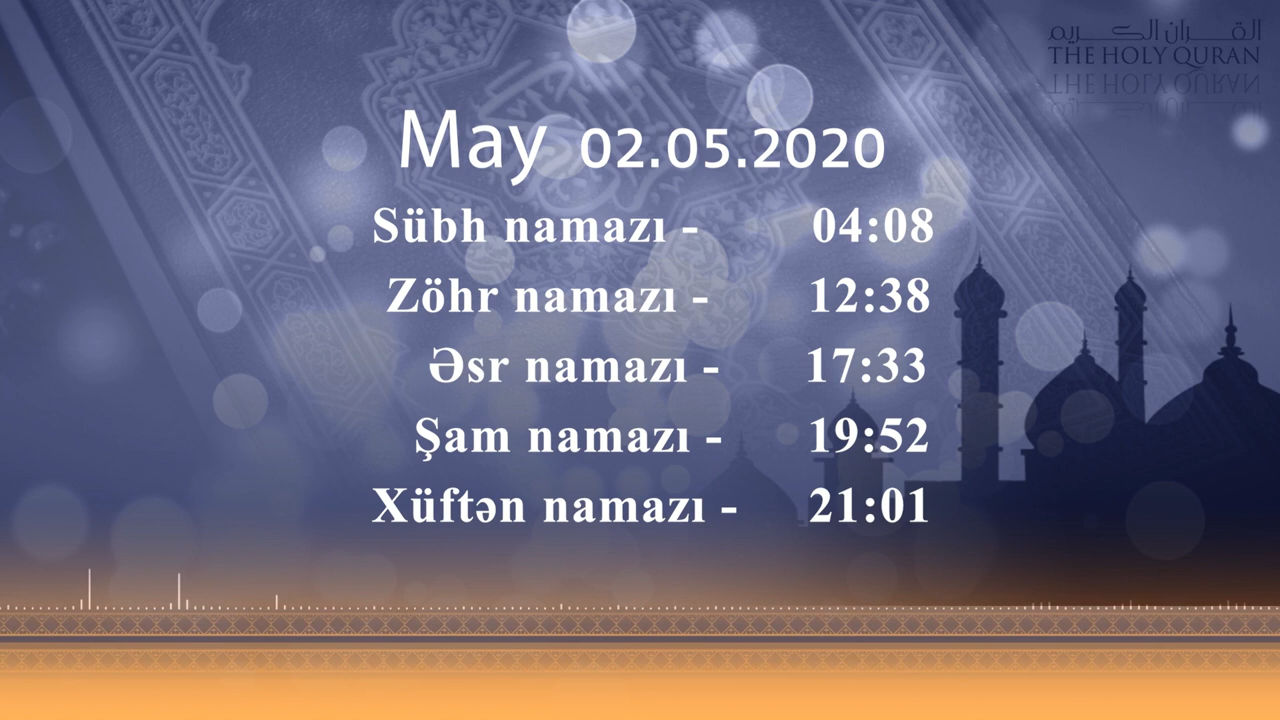 القرآن الكريم
THE HOLY QURAN
May 02.05.2020
Sübh namazı - 04:08
Zöhr namazı - 12:38
Əsr namazı - 17:33
Şam namazı - 19:52
Xüftən namazı - 21:01